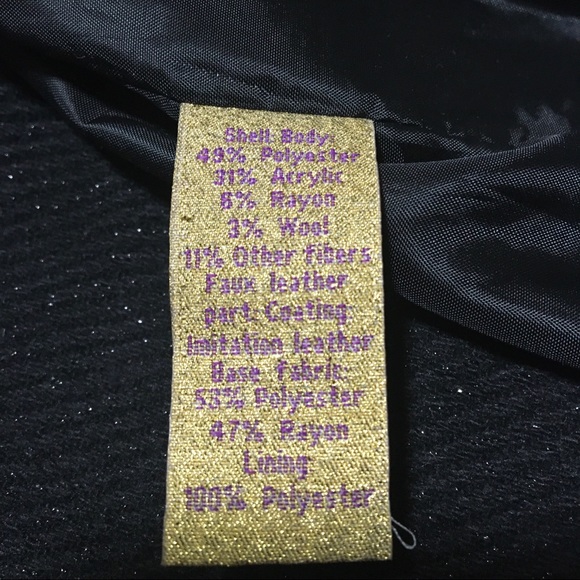 Shell Body:
49% Polyester
31% Acrylic
6% Rayon
3% Wool
11% Other fibers
Faux leather
part: Coating:
Imitation leather
Base fabric:
53% Polyester
47% Rayon
Lining
100% Polyester